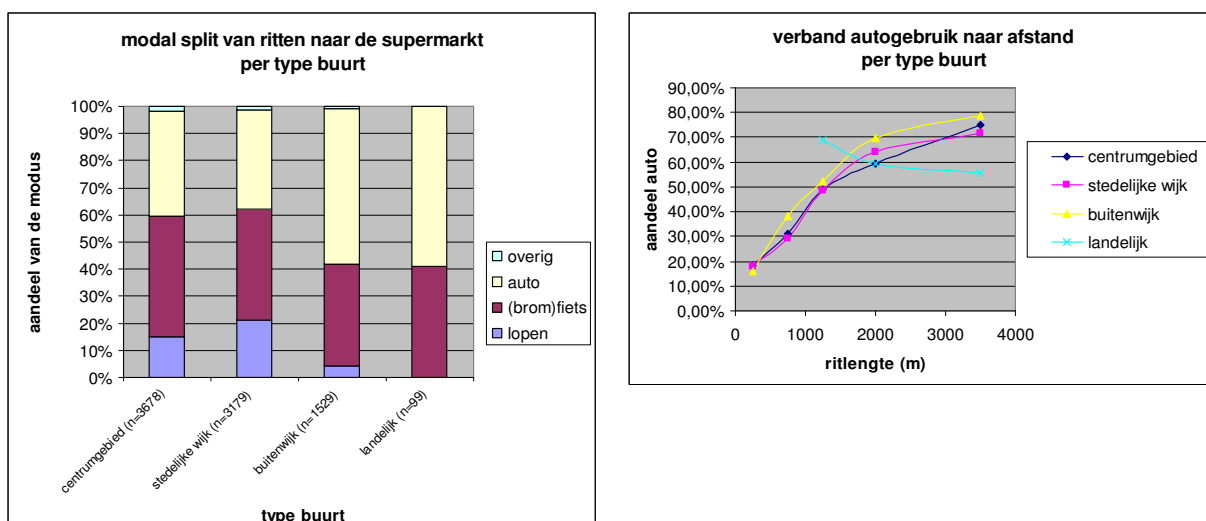 modal split van ritten naar de supermarkt
per type buurt
100%
90%
80%
70%
60%
50%
40%
30%
20%
10%
0%
aandeel van de modus
centrumgebied (n=3678)
stedelijke wijk (n=3179)
buitenwijk (n=1529)
landelijk (n=99)
type buurt
overig
auto
(brom)fiets
lopen
verband autogebruik naar afstand
per type buurt
90,00%
80,00%
70,00%
60,00%
50,00%
40,00%
30,00%
20,00%
10,00%
0,00%
aandeel auto
0 1000 2000 3000 4000
ritlengte (m)
centrumgebied
stedelijke wijk
buitenwijk
landelijk